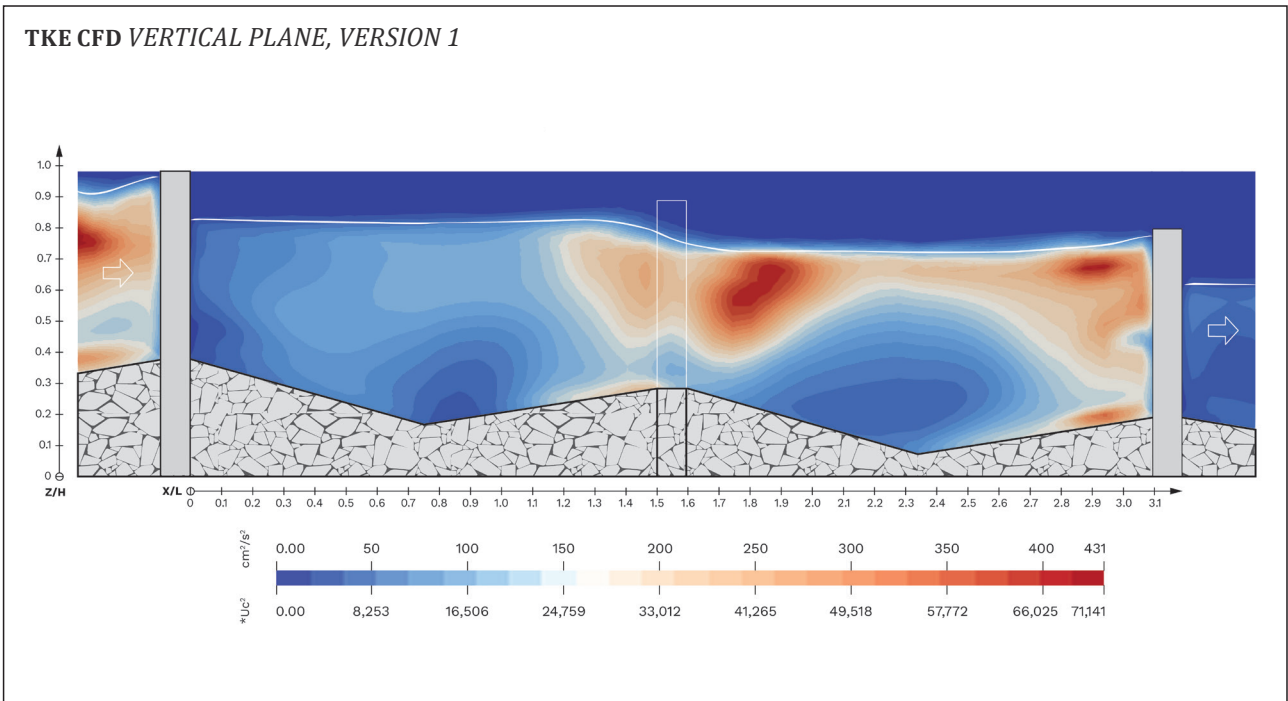 TKE CFD VERTICAL PLANE, VERSION 1
1.0
0.9
0.8
0.7
0.6
0.5
0.4
0.3
0.2
0.1
0
Z/H
X/L
0 0.1 0.2 0.3 0.4 0.5 0.6 0.7 0.8 0.9 1.0 1.1 1.2 1.3 1.4 1.5 1.6 1.7 1.8 1.9 2.0 2.1 2.2 2.3 2.4 2.5 2.6 2.7 2.8 2.9 3.0 3.1
cm²/s²
0.00 50 100 150 200 250 300 350 400 431
*Uc²
0.00 8,253 16,506 24,759 33,012 41,265 49,518 57,772 66,025 71,141